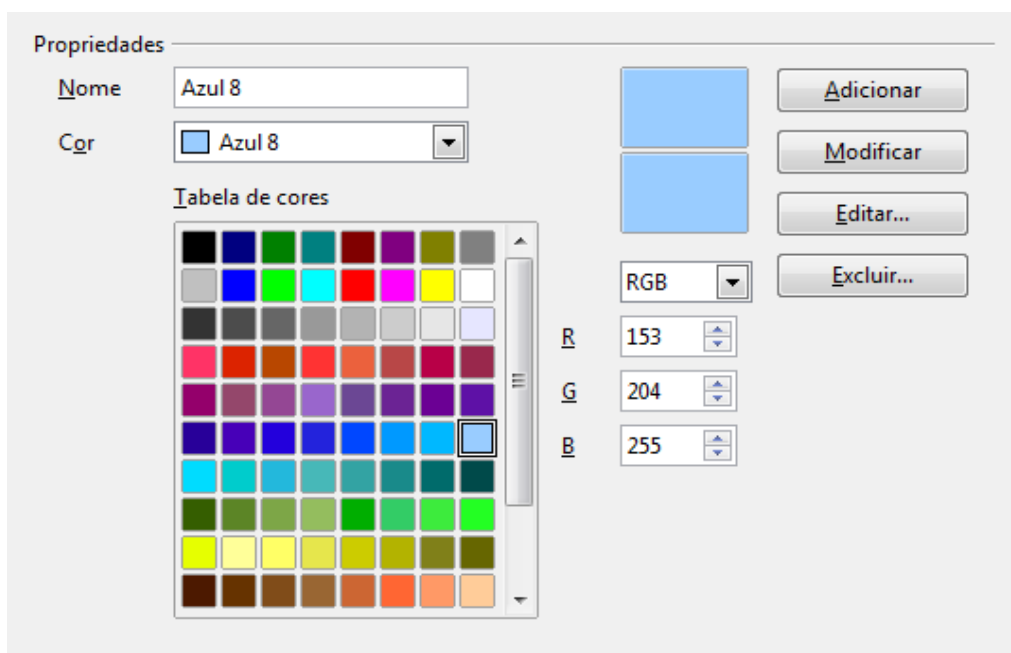 Propriedades
Nome Azul 8 Adicionar
Cor Azul 8 Modificar
Tabela de cores Editar...
RGB Excluir...
R 153
G 204
B 255